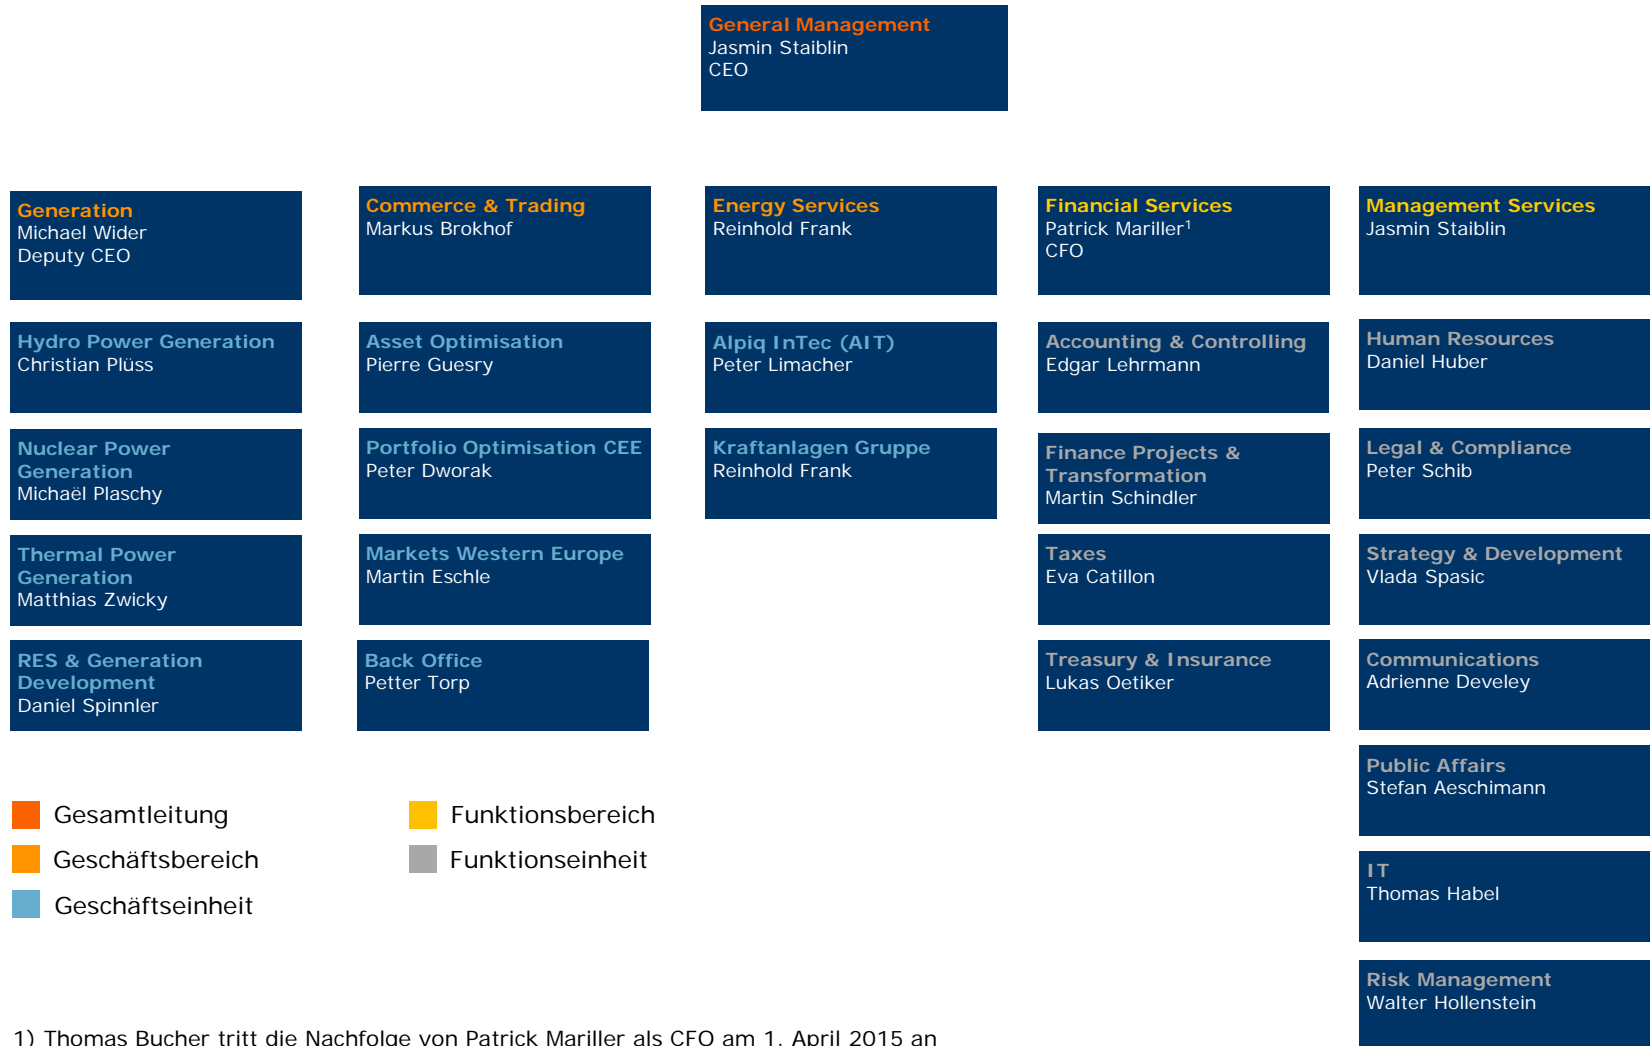 General Management
Jasmin Staiblin
CEO
Generation
Michael Wider
Deputy CEO
Commerce & Trading
Markus Brokhof
Energy Services
Reinhold Frank
Financial Services
Patrick Mariller¹
CFO
Management Services
Jasmin Staiblin
Hydro Power Generation
Christian Plüss
Asset Optimisation
Pierre Guesry
Alpiq InTec (AIT)
Peter Limacher
Accounting & Controlling
Edgar Lehrmann
Human Resources
Daniel Huber
Nuclear Power
Generation
Michaël Plaschy
Portfolio Optimisation CEE
Peter Dworak
Kraftanlagen Gruppe
Reinhold Frank
Finance Projects &
Transformation
Martin Schindler
Legal & Compliance
Peter Schib
Thermal Power
Generation
Matthias Zwicky
Markets Western Europe
Martin Eschle
Taxes
Eva Catillon
Strategy & Development
Vlada Spasic
RES & Generation
Development
Daniel Spinnler
Back Office
Petter Torp
Treasury & Insurance
Lukas Oetiker
Communications
Adrienne Develey
Public Affairs
Stefan Aeschimann
IT
Thomas Habel
Risk Management
Walter Hollenstein
Gesamtleitung
Geschäftsbereich
Geschäftseinheit
Funktionsbereich
Funktionseinheit
1) Thomas Bucher tritt die Nachfolge von Patrick Mariller als CFO am 1. April 2015 an